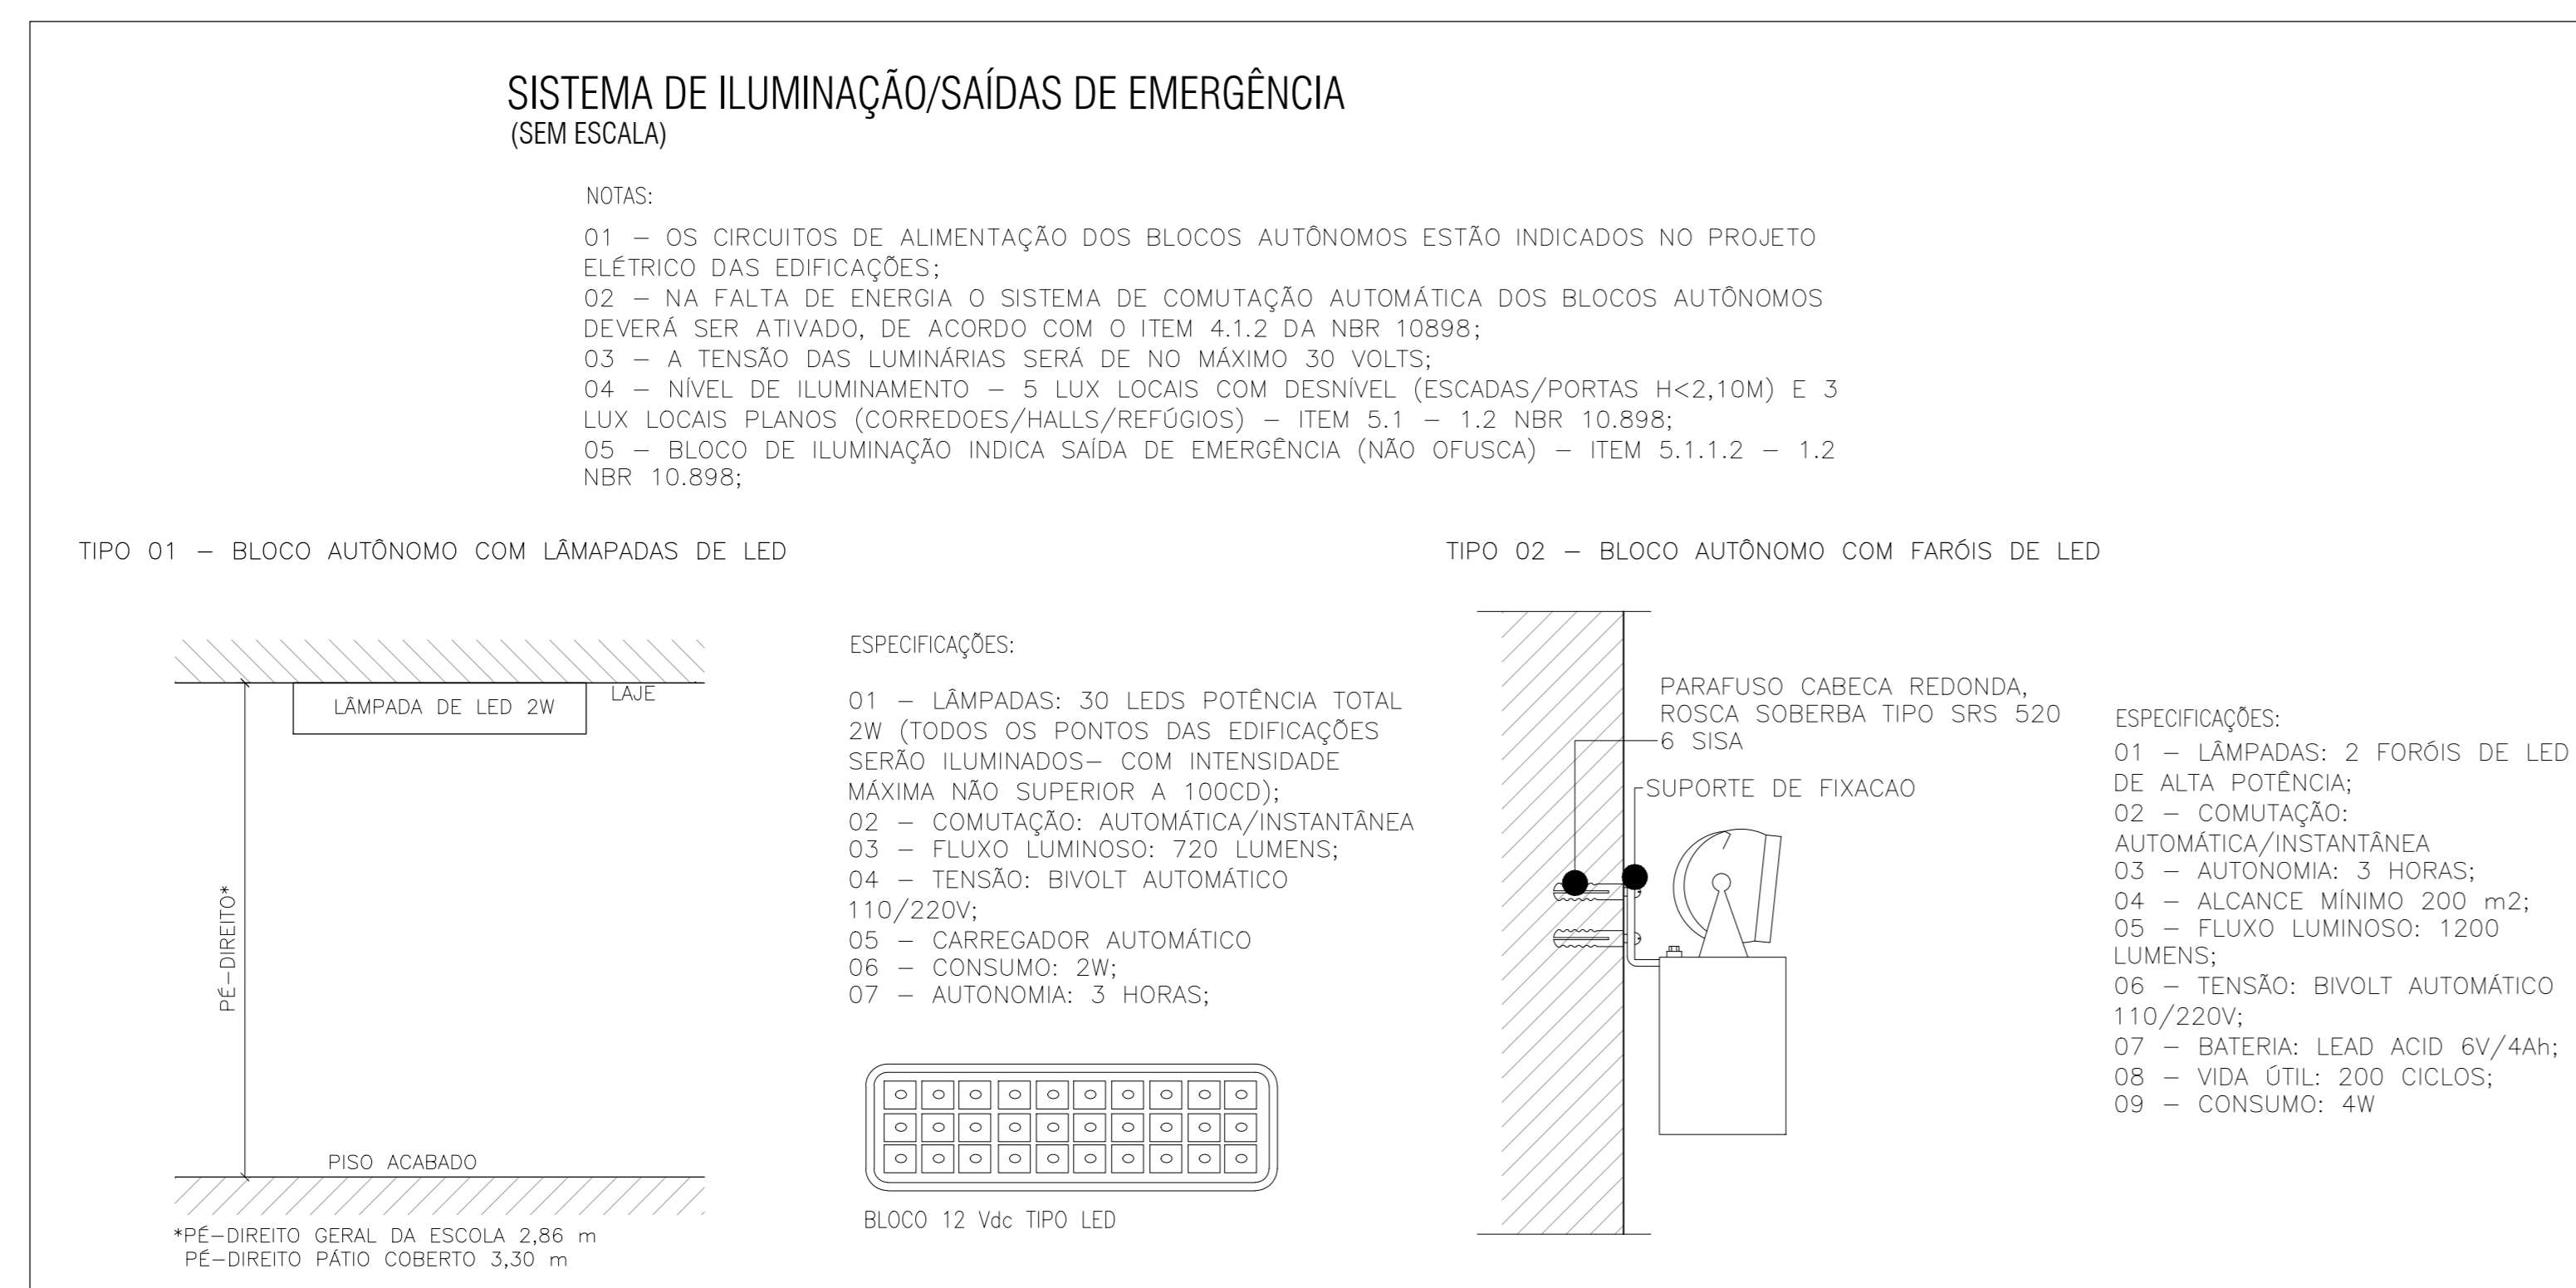 SISTEMA DE ILUMINAÇÃO/SAÍDAS DE EMERGÊNCIA
(SEM ESCALA)
NOTAS:
01 – OS CIRCUITOS DE ALIMENTAÇÃO DOS BLOCOS AUTÔNOMOS ESTÃO INDICADOS NO PROJETO
ELÉTRICO DAS EDIFICAÇÕES;
02 – NA FALTA DE ENERGIA O SISTEMA DE COMUTAÇÃO AUTOMÁTICA DOS BLOCOS AUTÔNOMOS
DEVERÁ SER ATIVADO, DE ACORDO COM O ITEM 4.1.2 DA NBR 10898;
03 – A TENSÃO DAS LUMINÁRIAS SERÁ DE NO MÁXIMO 30 VOLTS;
04 – NÍVEL DE ILUMINAMENTO – 5 LUX LOCAIS COM DESNÍVEL (ESCADAS/PORTAS H<2,10M) E 3
LUX LOCAIS PLANOS (CORREDOES/HALLS/REFÚGIOS) – ITEM 5.1 – 1.2 NBR 10.898;
05 – BLOCO DE ILUMINAÇÃO INDICA SAÍDA DE EMERGÊNCIA (NÃO OFUSCA) – ITEM 5.1.1.2 – 1.2
NBR 10.898;
TIPO 01 – BLOCO AUTÔNOMO COM LÂMAPADAS DE LED
LÂMPADA DE LED 2W
LAJE
PÉ–DIREITO*
PISO ACABADO
*PÉ–DIREITO GERAL DA ESCOLA 2,86 m
PÉ–DIREITO PÁTIO COBERTO 3,30 m
ESPECIFICAÇÕES:
01 – LÂMPADAS: 30 LEDS POTÊNCIA TOTAL
2W (TODOS OS PONTOS DAS EDIFICAÇÕES
SERÃO ILUMINADOS– COM INTENSIDADE
MÁXIMA NÃO SUPERIOR A 100CD);
02 – COMUTAÇÃO: AUTOMÁTICA/INSTANTÂNEA
03 – FLUXO LUMINOSO: 720 LUMENS;
04 – TENSÃO: BIVOLT AUTOMÁTICO
110/220V;
05 – CARREGADOR AUTOMÁTICO
06 – CONSUMO: 2W;
07 – AUTONOMIA: 3 HORAS;
BLOCO 12 Vdc TIPO LED
TIPO 02 – BLOCO AUTÔNOMO COM FARÓIS DE LED
PARAFUSO CABECA REDONDA,
ROSCA SOBERBA TIPO SRS 520
6 SISA
SUPORTE DE FIXACAO
ESPECIFICAÇÕES:
01 – LÂMPADAS: 2 FORÓIS DE LED
DE ALTA POTÊNCIA;
02 – COMUTAÇÃO:
AUTOMÁTICA/INSTANTÂNEA
03 – AUTONOMIA: 3 HORAS;
04 – ALCANCE MÍNIMO 200 m2;
05 – FLUXO LUMINOSO: 1200
LUMENS;
06 – TENSÃO: BIVOLT AUTOMÁTICO
110/220V;
07 – BATERIA: LEAD ACID 6V/4Ah;
08 – VIDA ÚTIL: 200 CICLOS;
09 – CONSUMO: 4W